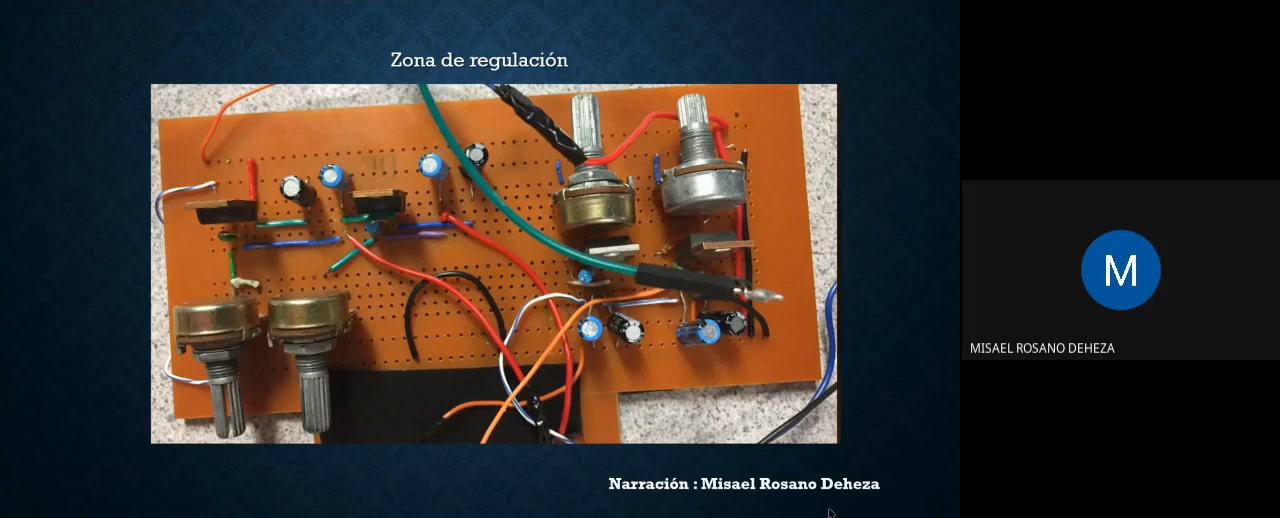 Zona de regulación
M
MISAEL ROSANO DEHEZA
Narración : Misael Rosano Deheza